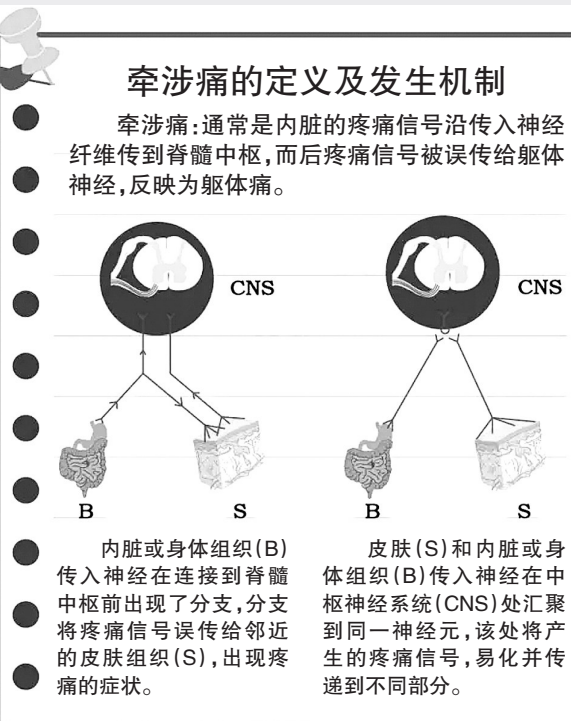 牵涉痛的定义及发生机制
牵涉痛:通常是内脏的疼痛信号沿传入神经
纤维传到脊髓中枢,而后疼痛信号被误传给躯体
神经,反映为躯体痛。
CNS
B
S
内脏或身体组织(B)
传入神经在连接到脊髓
中枢前出现了分支,分支
将疼痛信号误传给邻近
的皮肤组织(S),出现疼
痛的症状。
CNS
B
S
皮肤(S)和内脏或身
体组织(B)传入神经在中
枢神经系统(CNS)处汇聚
到同一神经元,该处将产
生的疼痛信号,易化并传
递到不同部分。